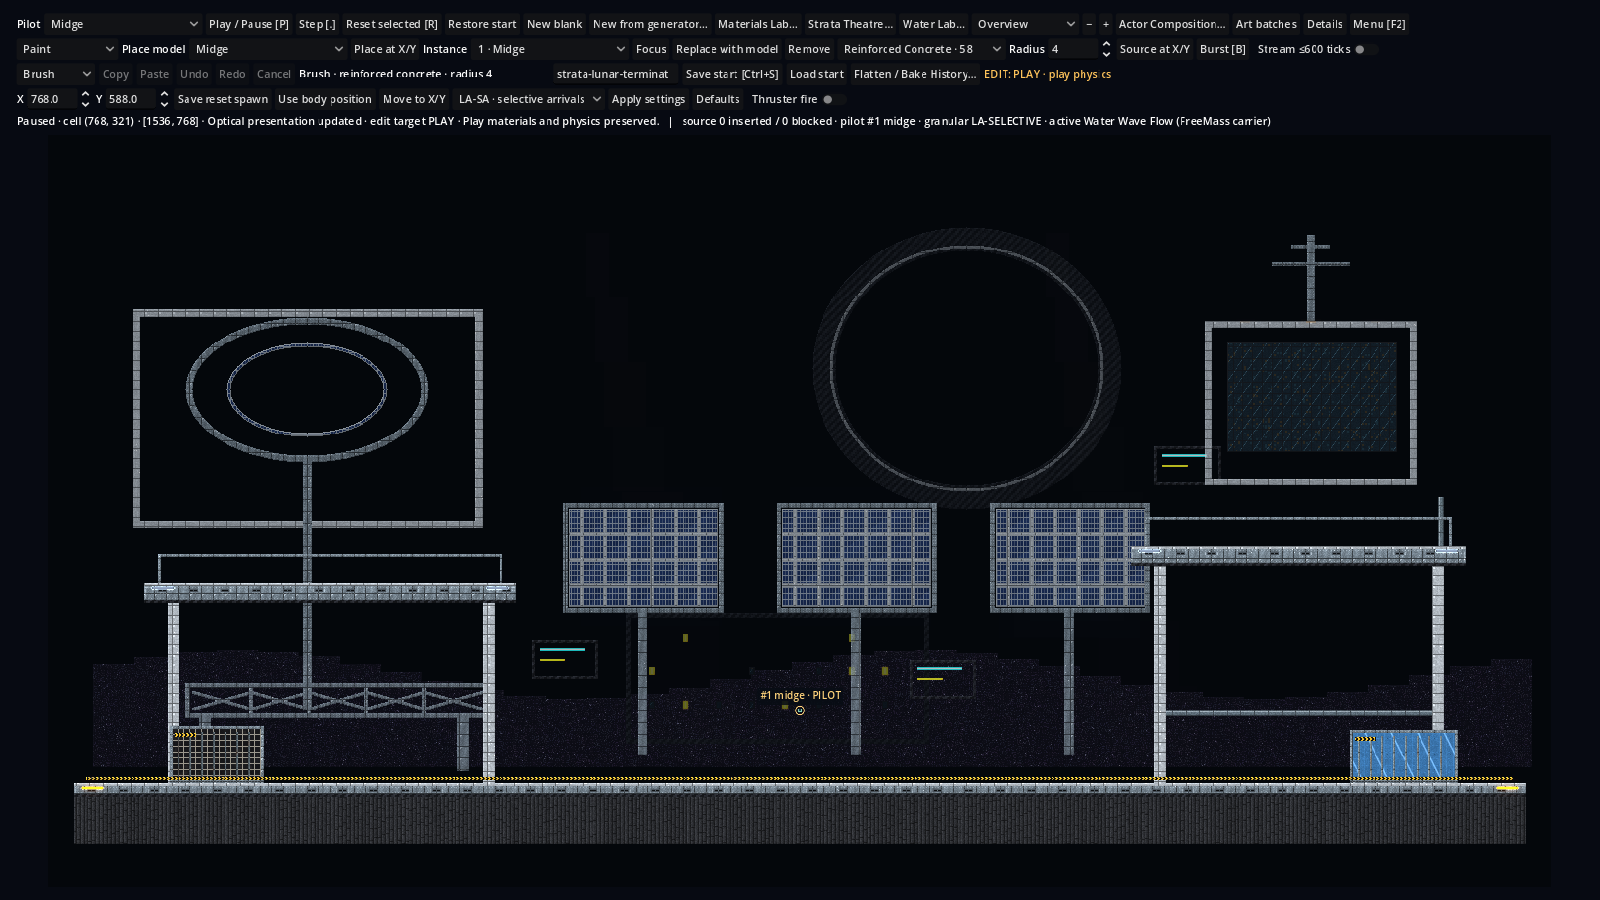 Pilot Midge Play / Pause [P] Step [.] Reset selected [R] Restore start New blank New from generator... Materials Lab... Strata Theatre... Water Lab... Overview − + Actor Composition... Art batches Details Menu [F2]
Paint Place model Midge Place at X/Y Instance 1 · Midge Focus Replace with model Remove Reinforced Concrete · 58 Radius 4 Source at X/Y Burst [B] Stream ≤600 ticks
Brush Copy Paste Undo Redo Cancel Brush · reinforced concrete · radius 4 strata-lunar-terminat Save start [Ctrl+S] Load start Flatten / Bake History... EDIT: PLAY · play physics
X 768.0 Y 588.0 Save reset spawn Use body position Move to X/Y LA-SA · selective arrivals Apply settings Defaults Thruster fire
Paused · cell (768, 321) · [1536, 768] · Optical presentation updated · edit target PLAY · Play materials and physics preserved. | source 0 inserted / 0 blocked · pilot #1 midge · granular LA-SELECTIVE · active Water Wave Flow (FreeMass carrier)
#1 midge · PILOT